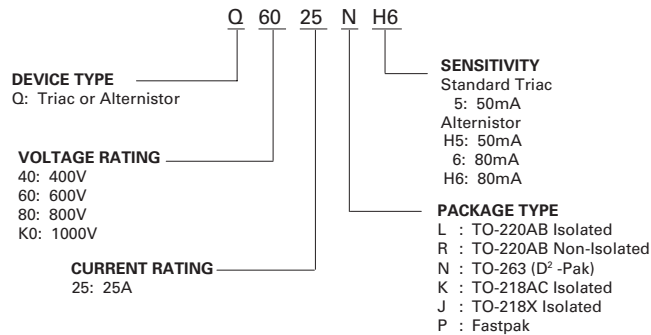 Q 60 25 N H6
DEVICE TYPE
Q: Triac or Alternistor
VOLTAGE RATING
40: 400V
60: 600V
80: 800V
K0: 1000V
CURRENT RATING
25: 25A
SENSITIVITY
Standard Triac
5: 50mA
Alternistor
H5: 50mA
6: 80mA
H6: 80mA
PACKAGE TYPE
L : TO-220AB Isolated
R : TO-220AB Non-Isolated
N : TO-263 (D² -Pak)
K : TO-218AC Isolated
J : TO-218X Isolated
P : Fastpak